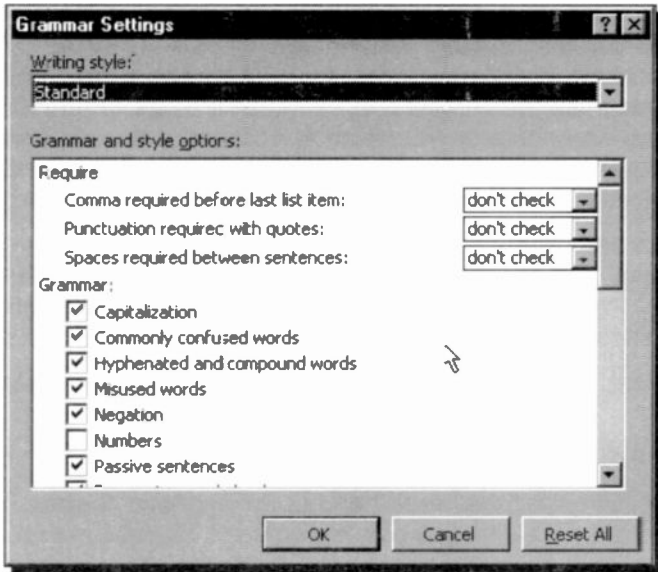 Grammar Settings
Writing style:
Standard
Grammar and style options:
Require
Comma required before last list item: don't check
Punctuation required with quotes: don't check
Spaces required between sentences: don't check
Grammar:
Capitalization
Commonly confused words
Hyphenated and compound words
Misused words
Negation
Numbers
Passive sentences
OK Cancel Reset All